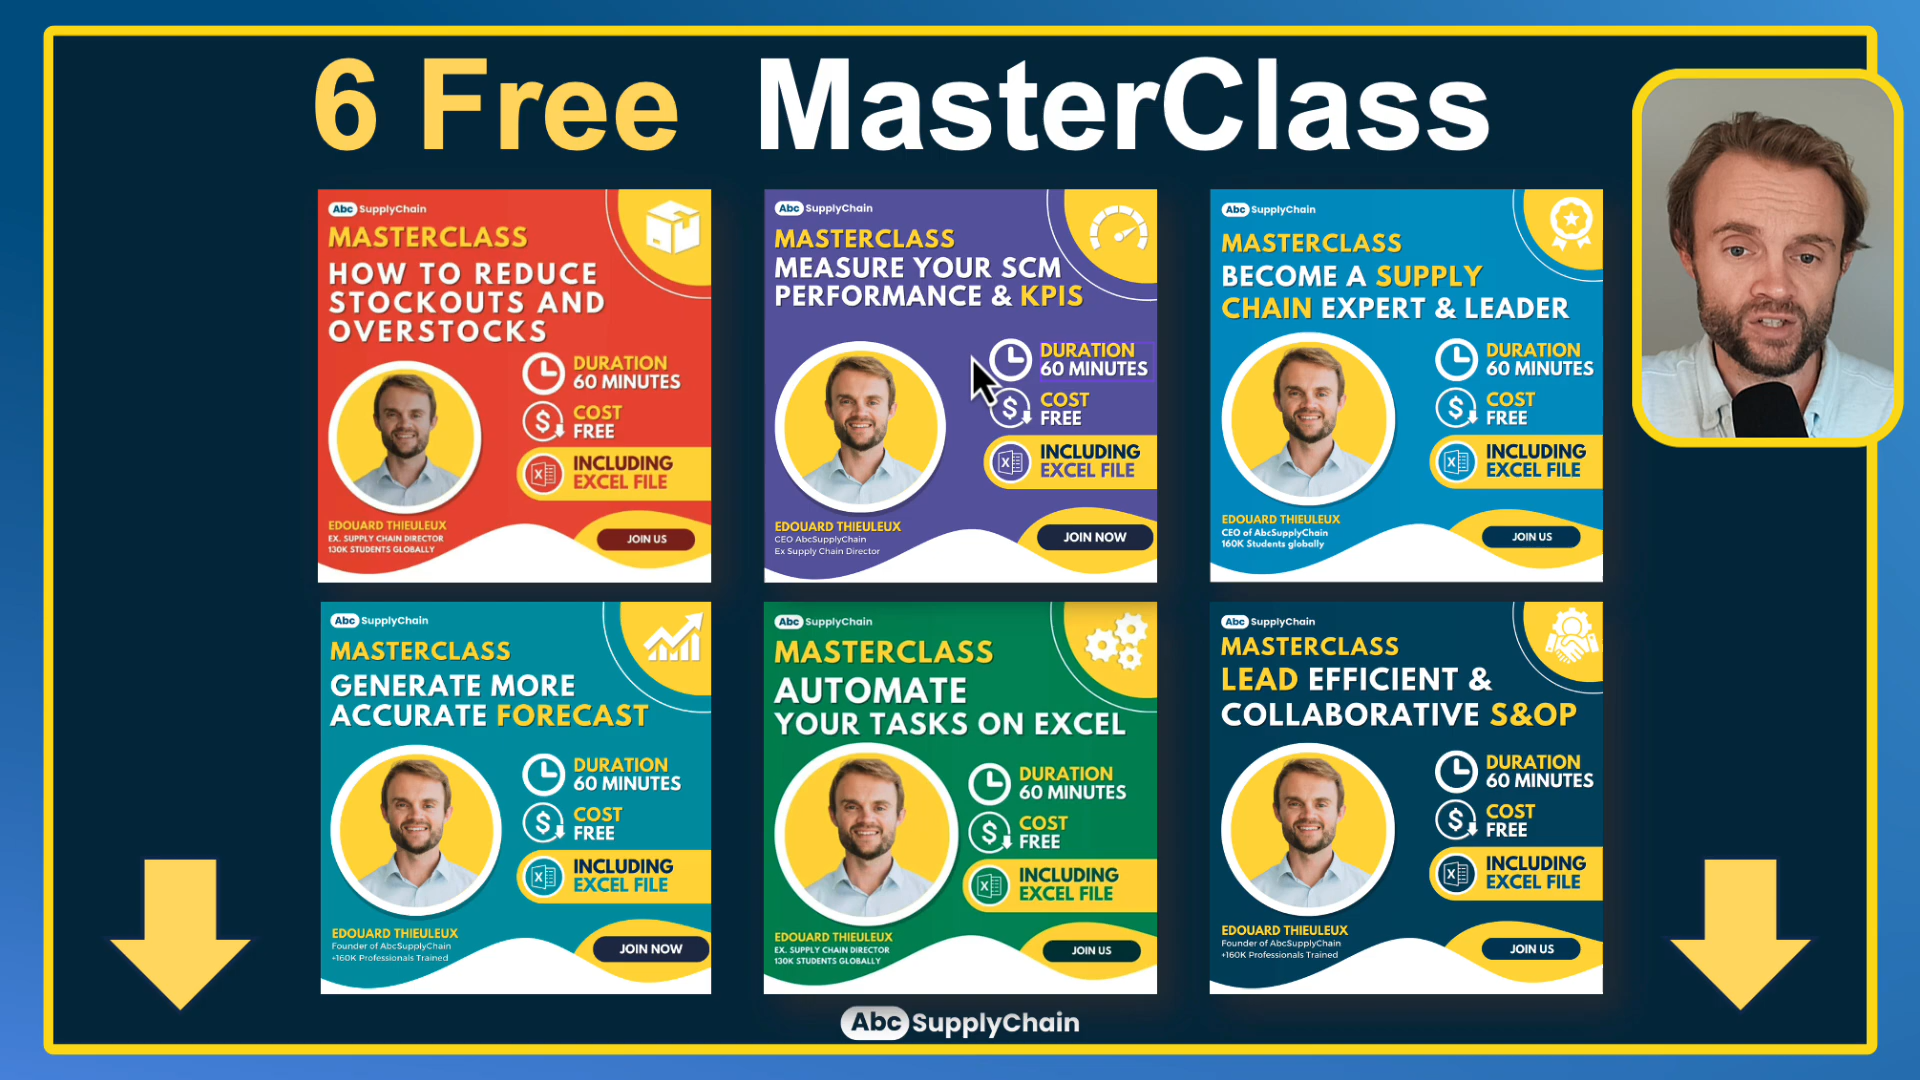 6 Free MasterClass
Abc SupplyChain
MASTERCLASS
HOW TO REDUCE
STOCKOUTS AND
OVERSTOCKS
DURATION
60 MINUTES
COST
FREE
INCLUDING
EXCEL FILE
EDOUARD THIEULEUX
EX. SUPPLY CHAIN DIRECTOR
130K STUDENTS GLOBALLY
JOIN US
Abc SupplyChain
MASTERCLASS
MEASURE YOUR SCM
PERFORMANCE & KPIS
DURATION
60 MINUTES
COST
FREE
INCLUDING
EXCEL FILE
EDOUARD THIEULEUX
CEO AbcSupplyChain
Ex Supply Chain Director
JOIN NOW
Abc SupplyChain
MASTERCLASS
BECOME A SUPPLY
CHAIN EXPERT & LEADER
DURATION
60 MINUTES
COST
FREE
INCLUDING
EXCEL FILE
EDOUARD THIEULEUX
CEO of AbcSupplyChain
160K Students globally
JOIN US
Abc SupplyChain
MASTERCLASS
GENERATE MORE
ACCURATE FORECAST
DURATION
60 MINUTES
COST
FREE
INCLUDING
EXCEL FILE
EDOUARD THIEULEUX
Founder of AbcSupplyChain
+160K Professionals Trained
JOIN NOW
Abc SupplyChain
MASTERCLASS
AUTOMATE
YOUR TASKS ON EXCEL
DURATION
60 MINUTES
COST
FREE
INCLUDING
EXCEL FILE
EDOUARD THIEULEUX
EX. SUPPLY CHAIN DIRECTOR
130K STUDENTS GLOBALLY
JOIN US
Abc SupplyChain
MASTERCLASS
LEAD EFFICIENT &
COLLABORATIVE S&OP
DURATION
60 MINUTES
COST
FREE
INCLUDING
EXCEL FILE
EDOUARD THIEULEUX
Founder of AbcSupplyChain
+160K Professionals Trained
JOIN US
Abc SupplyChain